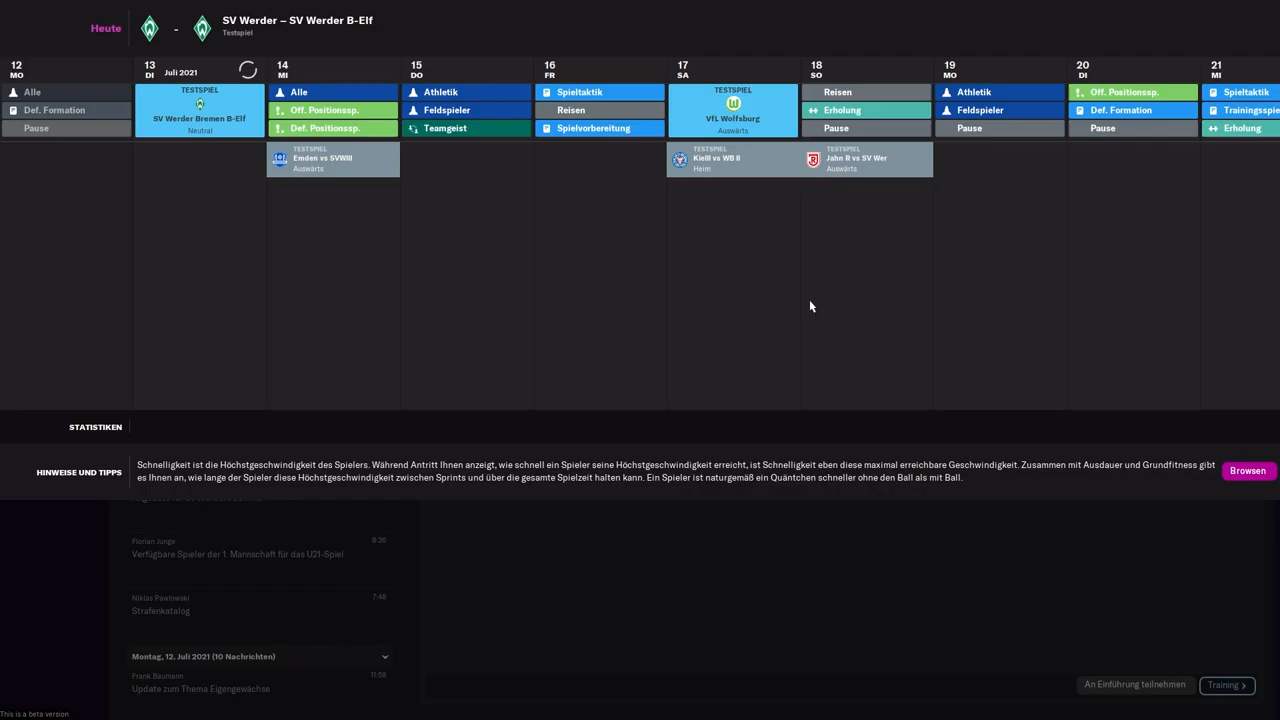 Heute
SV Werder – SV Werder B-Elf
Testspiel
12
MO
13
DI
Juli 2021
14
MI
15
DO
16
FR
17
SA
18
SO
19
MO
20
DI
21
MI
Alle
Def. Formation
Pause
TESTSPIEL
SV Werder Bremen B-Elf
Neutral
Alle
Off. Positionssp.
Def. Positionssp.
Athletik
Feldspieler
Teamgeist
Spieltaktik
Reisen
Spielvorbereitung
TESTSPIEL
VfL Wolfsburg
Auswärts
Reisen
Erholung
Pause
Athletik
Feldspieler
Pause
Off. Positionssp.
Def. Formation
Pause
Spieltaktik
Trainingsspie
Erholung
TESTSPIEL
Emden vs SVWIII
Auswärts
TESTSPIEL
KielII vs WB II
Heim
TESTSPIEL
Jahn R vs SV Wer
Auswärts
STATISTIKEN
HINWEISE UND TIPPS
Schnelligkeit ist die Höchstgeschwindigkeit des Spielers. Während Antritt Ihnen anzeigt, wie schnell ein Spieler seine Höchstgeschwindigkeit erreicht, ist Schnelligkeit eben diese maximal erreichbare Geschwindigkeit. Zusammen mit Ausdauer und Grundfitness gibt
es Ihnen an, wie lange der Spieler diese Höchstgeschwindigkeit zwischen Sprints und über die gesamte Spielzeit halten kann. Ein Spieler ist naturgemäß ein Quäntchen schneller ohne den Ball als mit Ball.
Browsen
Florian Junge
8:36
Verfügbare Spieler der 1. Mannschaft für das U21-Spiel
Niklas Pawlowski
7:48
Strafenkatalog
Montag, 12. Juli 2021 (10 Nachrichten)
Frank Baumann
11:58
Update zum Thema Eigengewächse
An Einführung teilnehmen
Training
This is a beta version